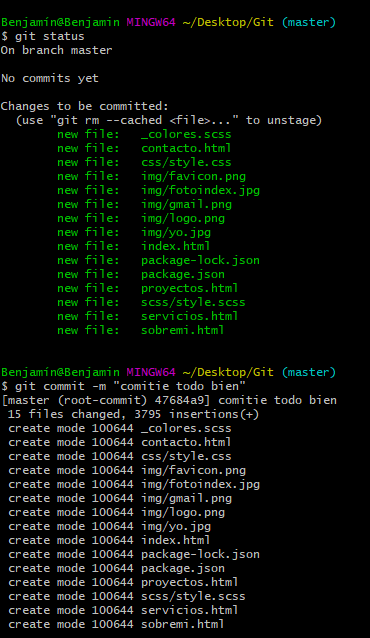 Benjamín@Benjamin MINGW64 ~/Desktop/Git (master)
$ git status
On branch master

No commits yet

Changes to be committed:
  (use "git rm --cached <file>..." to unstage)
        new file:   _colores.scss
        new file:   contacto.html
        new file:   css/style.css
        new file:   img/favicon.png
        new file:   img/fotoindex.jpg
        new file:   img/gmail.png
        new file:   img/logo.png
        new file:   img/yo.jpg
        new file:   index.html
        new file:   package-lock.json
        new file:   package.json
        new file:   proyectos.html
        new file:   scss/style.scss
        new file:   servicios.html
        new file:   sobremi.html


Benjamín@Benjamin MINGW64 ~/Desktop/Git (master)
$ git commit -m "comitie todo bien"
[master (root-commit) 47684a9] comitie todo bien
 15 files changed, 3795 insertions(+)
 create mode 100644 _colores.scss
 create mode 100644 contacto.html
 create mode 100644 css/style.css
 create mode 100644 img/favicon.png
 create mode 100644 img/fotoindex.jpg
 create mode 100644 img/gmail.png
 create mode 100644 img/logo.png
 create mode 100644 img/yo.jpg
 create mode 100644 index.html
 create mode 100644 package-lock.json
 create mode 100644 package.json
 create mode 100644 proyectos.html
 create mode 100644 scss/style.scss
 create mode 100644 servicios.html
 create mode 100644 sobremi.html